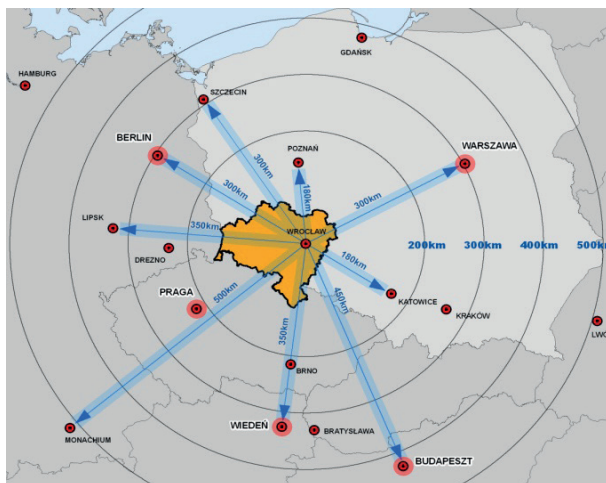 GDAŃSK
HAMBURG
SZCZECIN
BERLIN
POZNAŃ
WARSZAWA
300km
300km
180km
300km
LIPSK
350km
WROCŁAW
DREZNO
200km
300km
400km
500km
180km
PRAGA
500km
450km
KATOWICE
KRAKÓW
350km
LWO
BRNO
WIEDEŃ
BRATYSŁAWA
MONACHIUM
BUDAPESZT